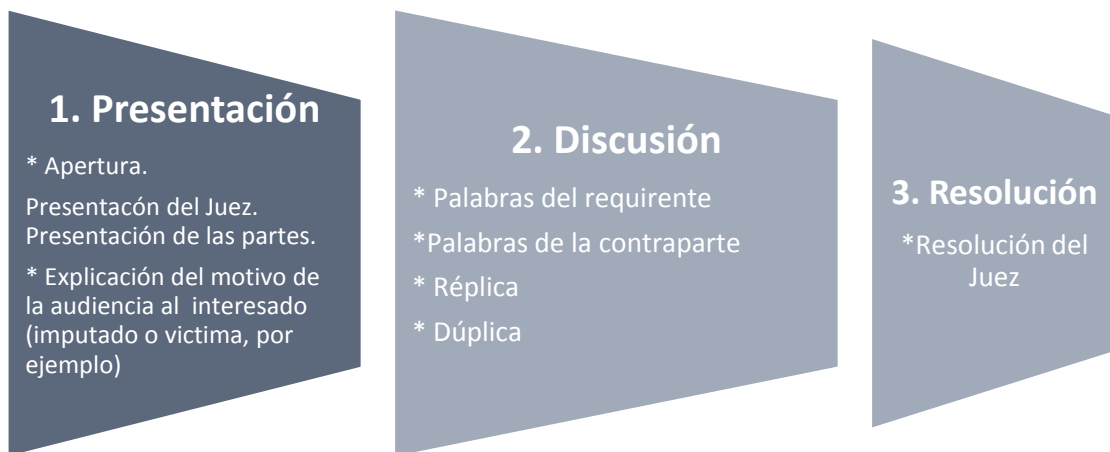 1. Presentación
* Apertura.
Presentacón del Juez.
Presentación de las partes.
* Explicación del motivo de
la audiencia al interesado
(imputado o victima, por
ejemplo)
2. Discusión
* Palabras del requirente
*Palabras de la contraparte
* Réplica
* Dúplica
3. Resolución
*Resolución del
Juez